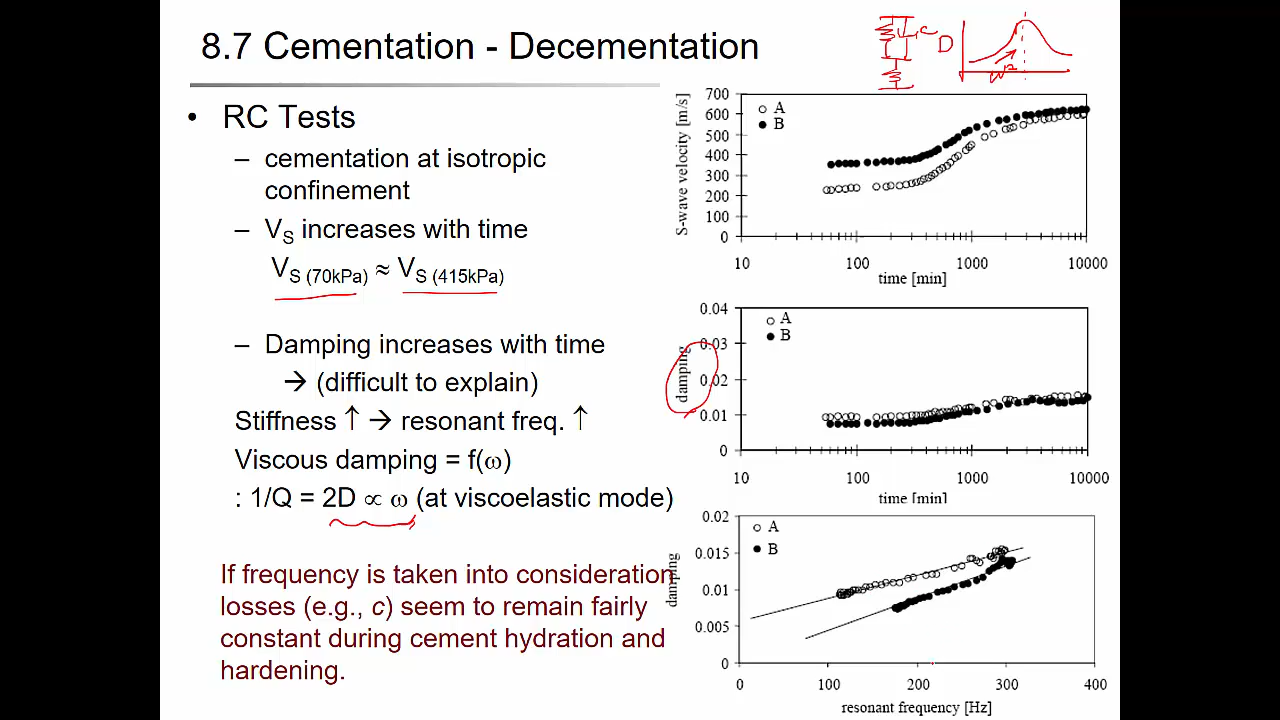 8.7 Cementation - Decementation
• RC Tests
– cementation at isotropic
confinement
– VS increases with time
VS (70kPa) ≈ VS (415kPa)
– Damping increases with time
→ (difficult to explain)
Stiffness ↑ → resonant freq. ↑
Viscous damping = f(ω)
: 1/Q = 2D ∝ ω (at viscoelastic mode)
If frequency is taken into consideration
losses (e.g., c) seem to remain fairly
constant during cement hydration and
hardening.
c
D
S-wave velocity [m/s]
700
600
500
400
300
200
100
0
A
B
10
100
1000
10000
time [min]
damping
0.04
0.03
0.02
0.01
0
A
B
10
100
1000
10000
time [min]
damping
0.02
0.015
0.01
0.005
0
A
B
0
100
200
300
400
resonant frequency [Hz]